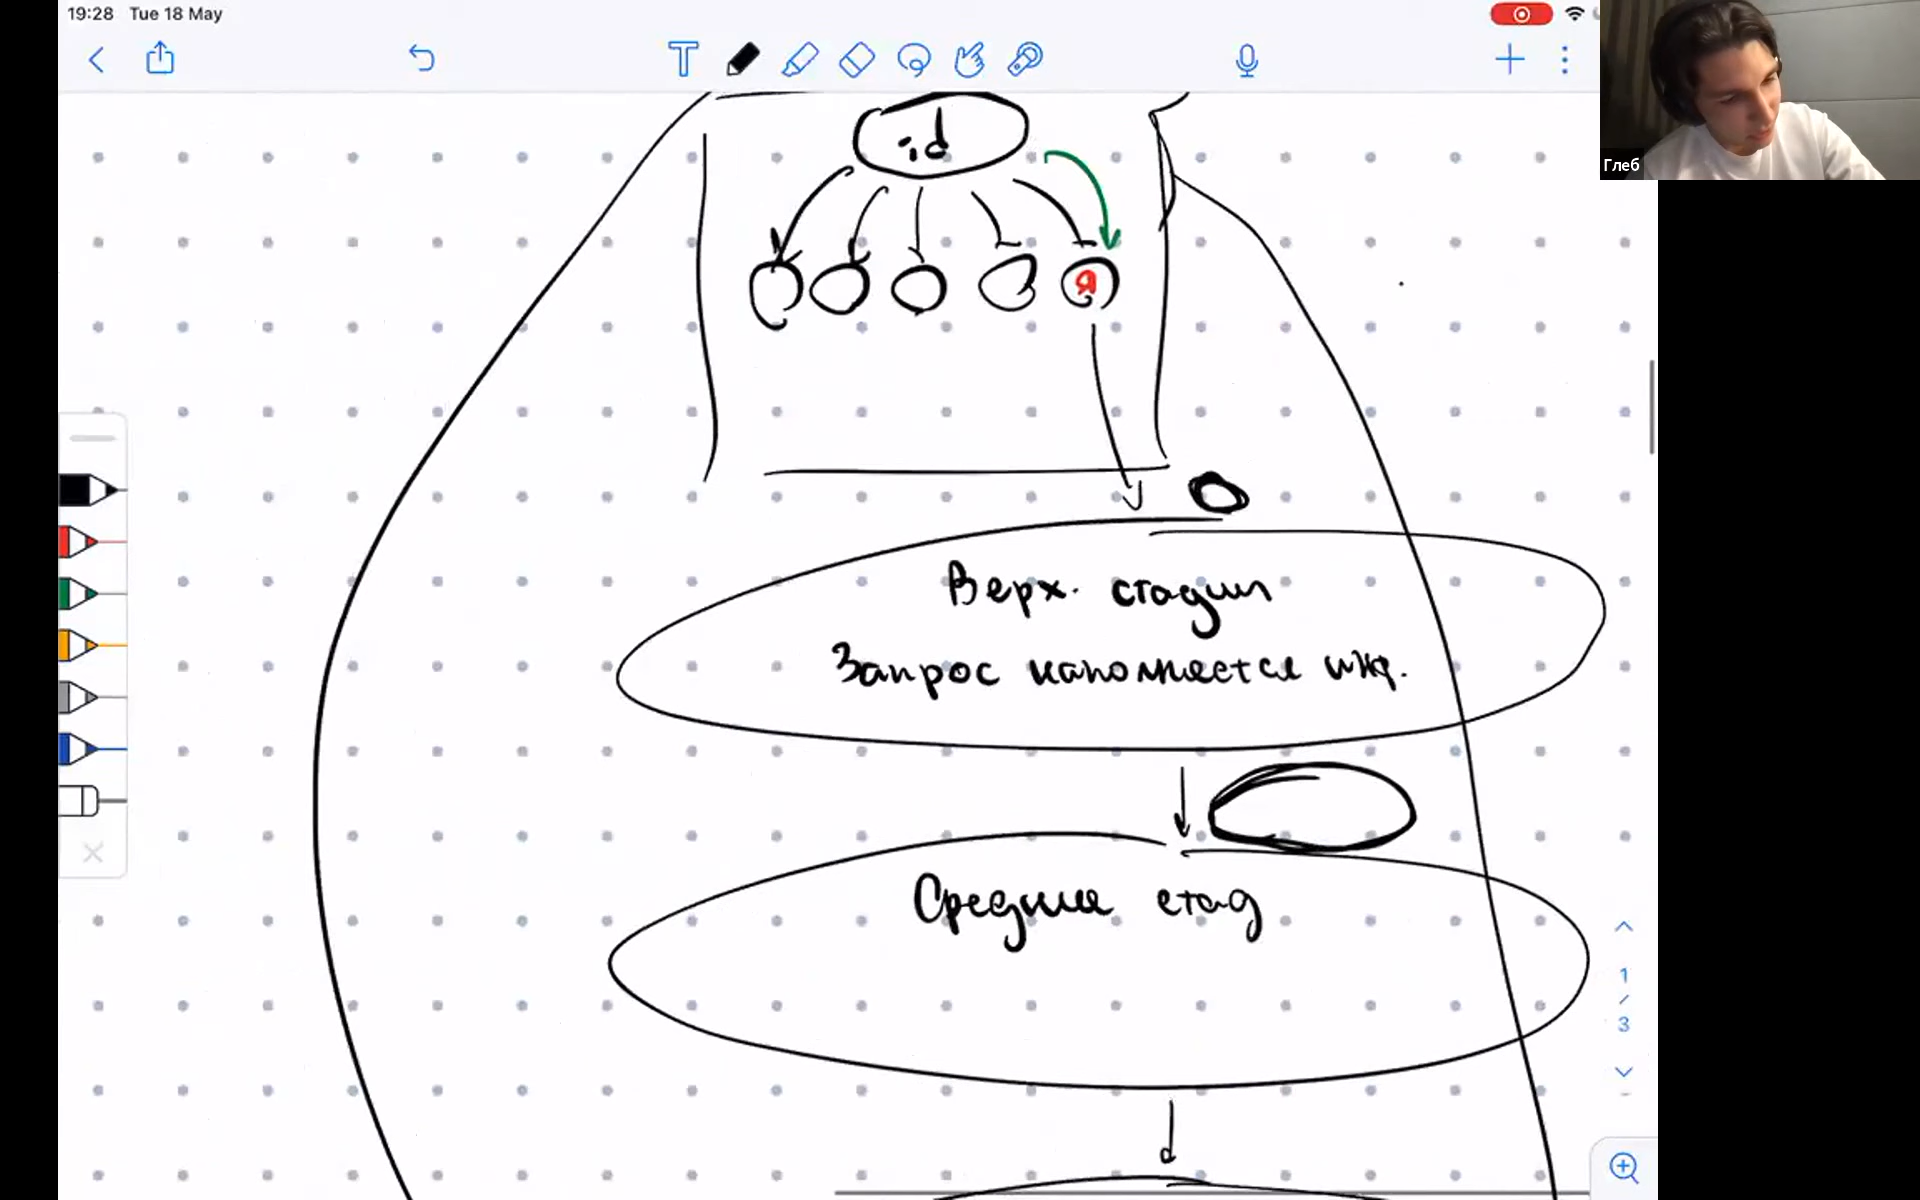 19:28 Tue 18 May
Глеб
id
Я
Верх. стадии
Запрос наполняется инф.
Средние стад
1
/
3